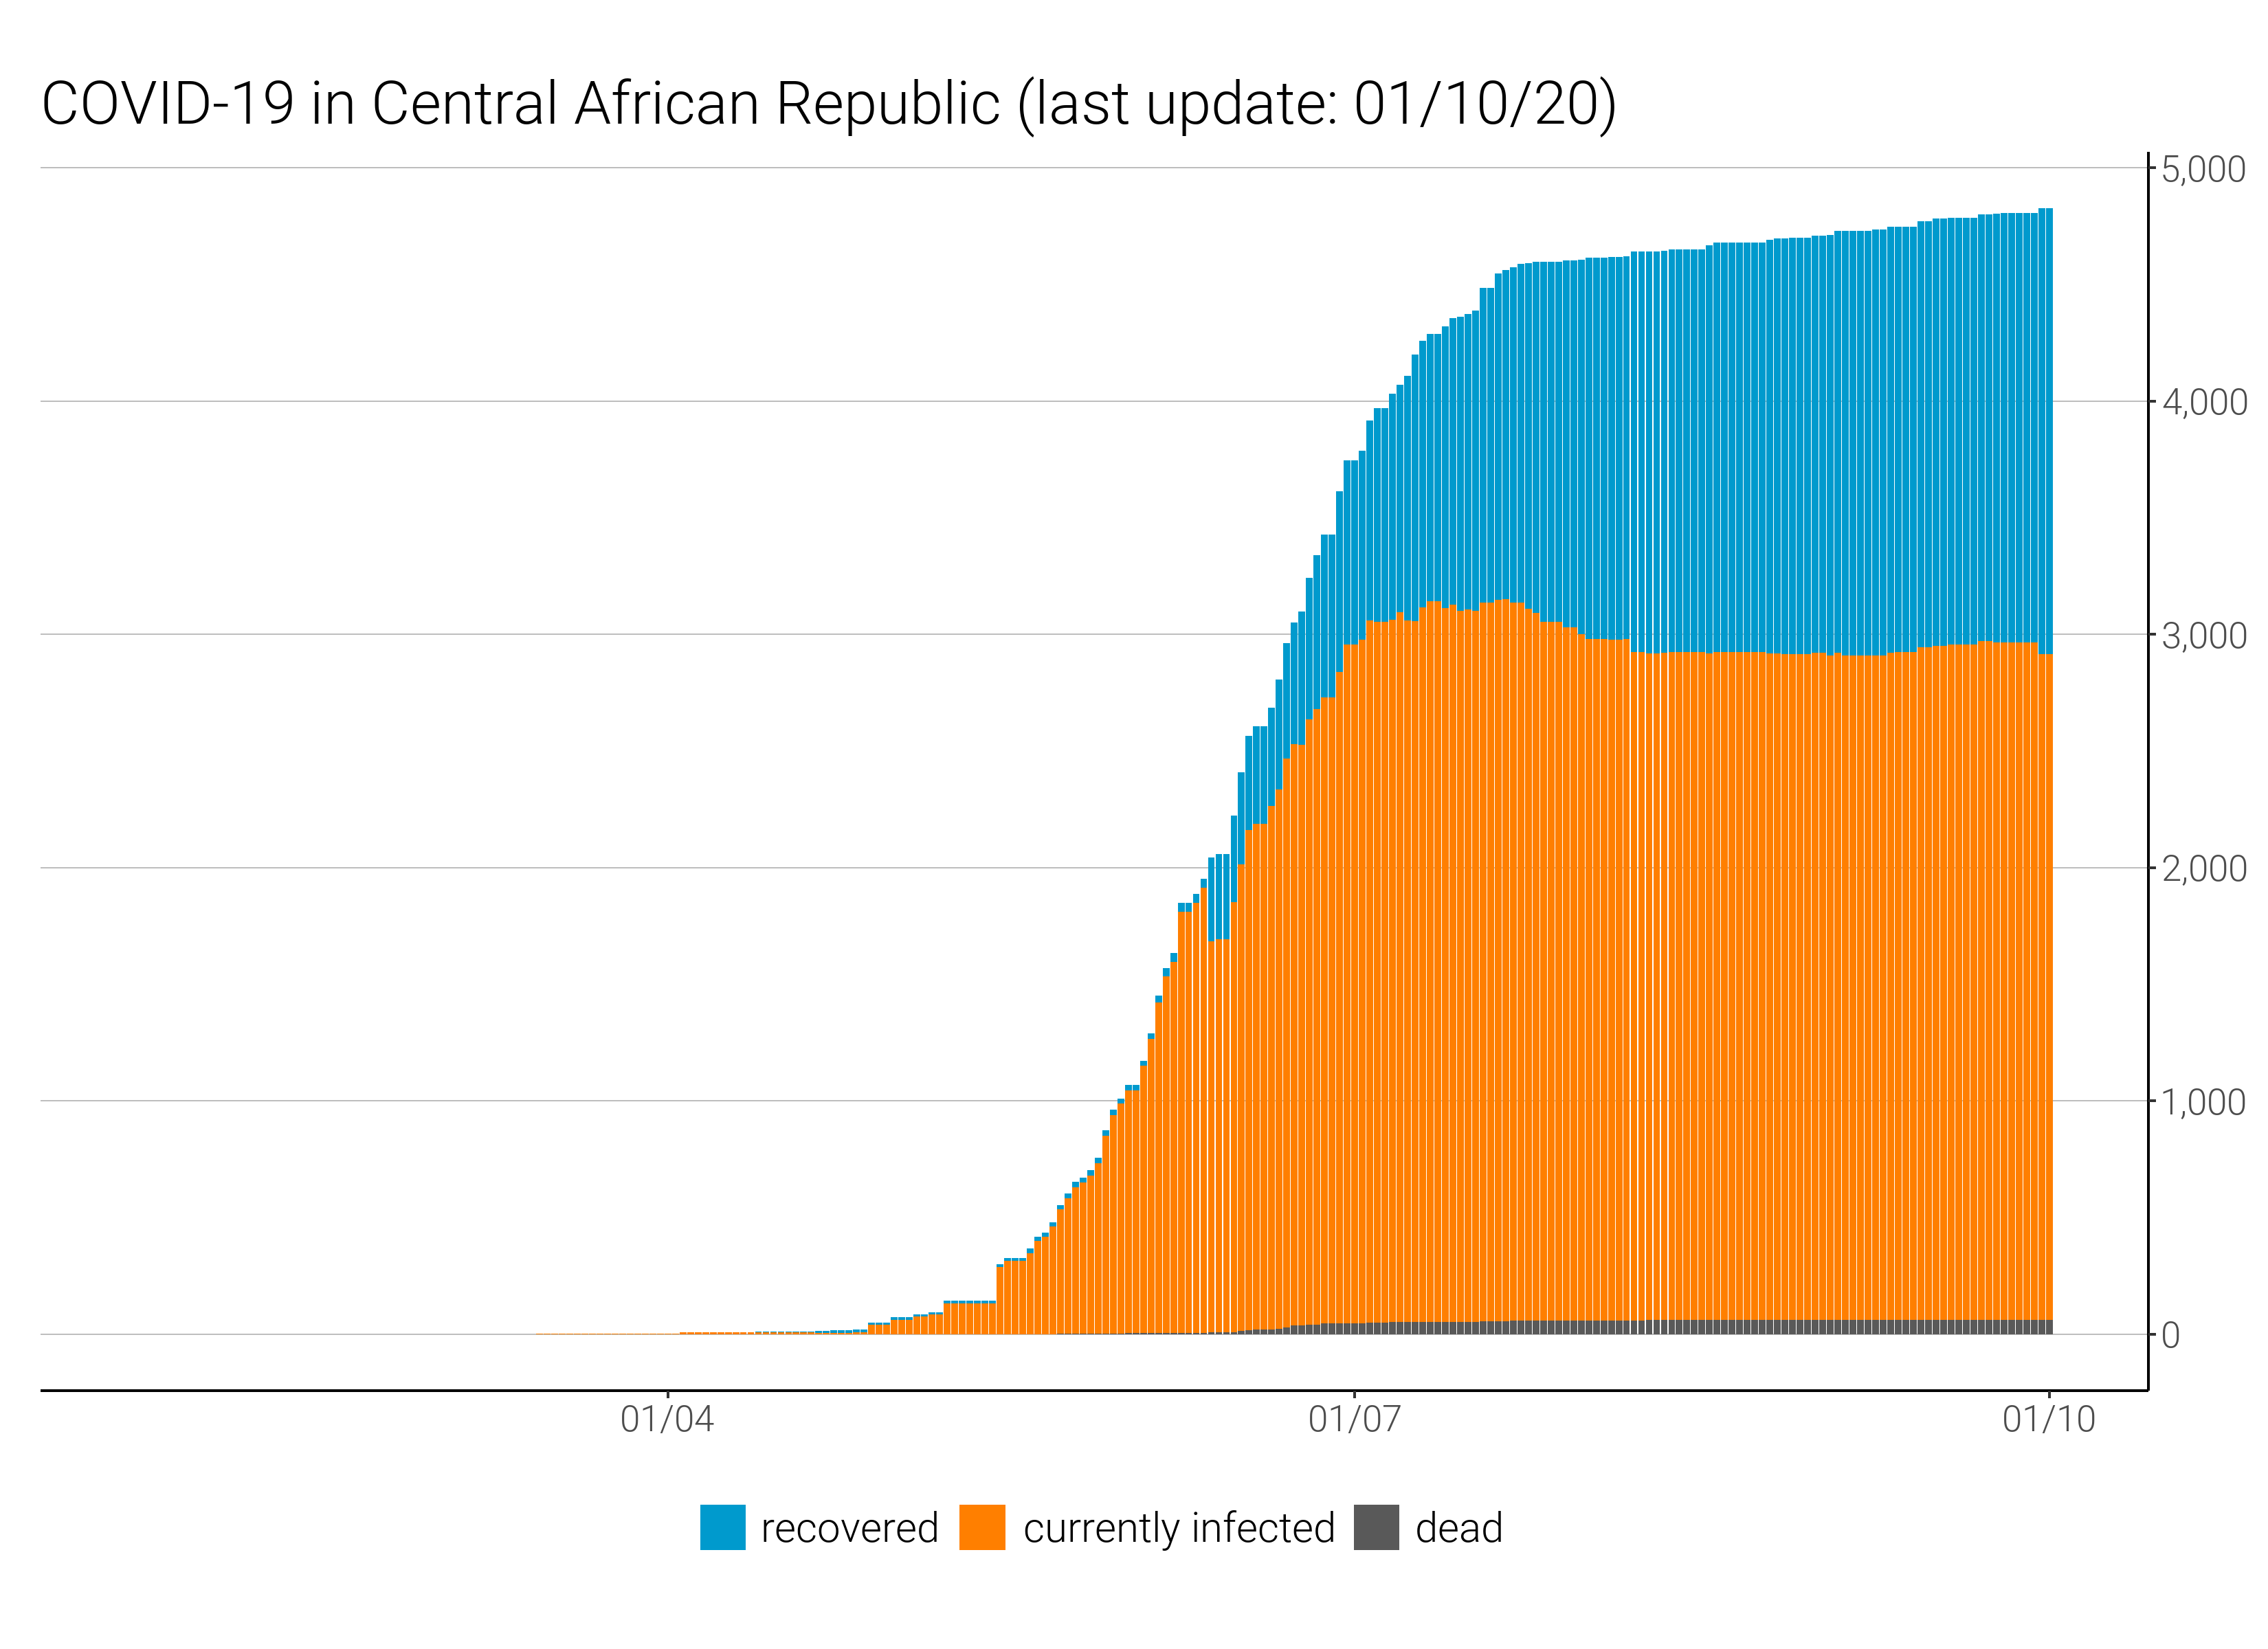 COVID-19 in Central African Republic (last update: 01/10/20)
5,000
4,000
3,000
2,000
1,000
0
01/04 01/07 01/10
recovered currently infected dead